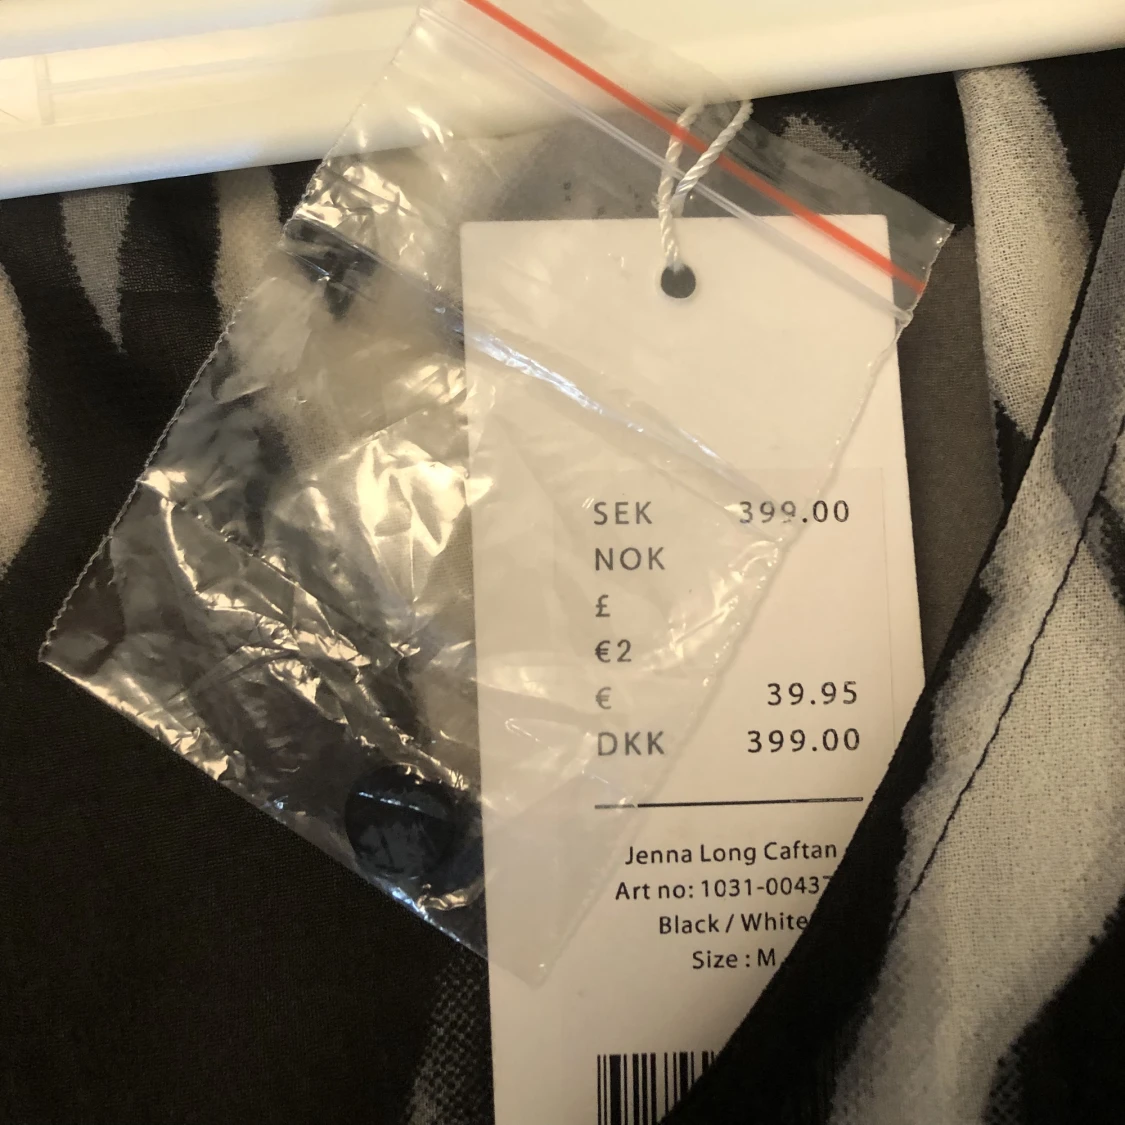 SEK 399.00
NOK
£
€2
€ 39.95
DKK 399.00
Jenna Long Caftan
Art no: 1031-00437
Black / White
Size : M